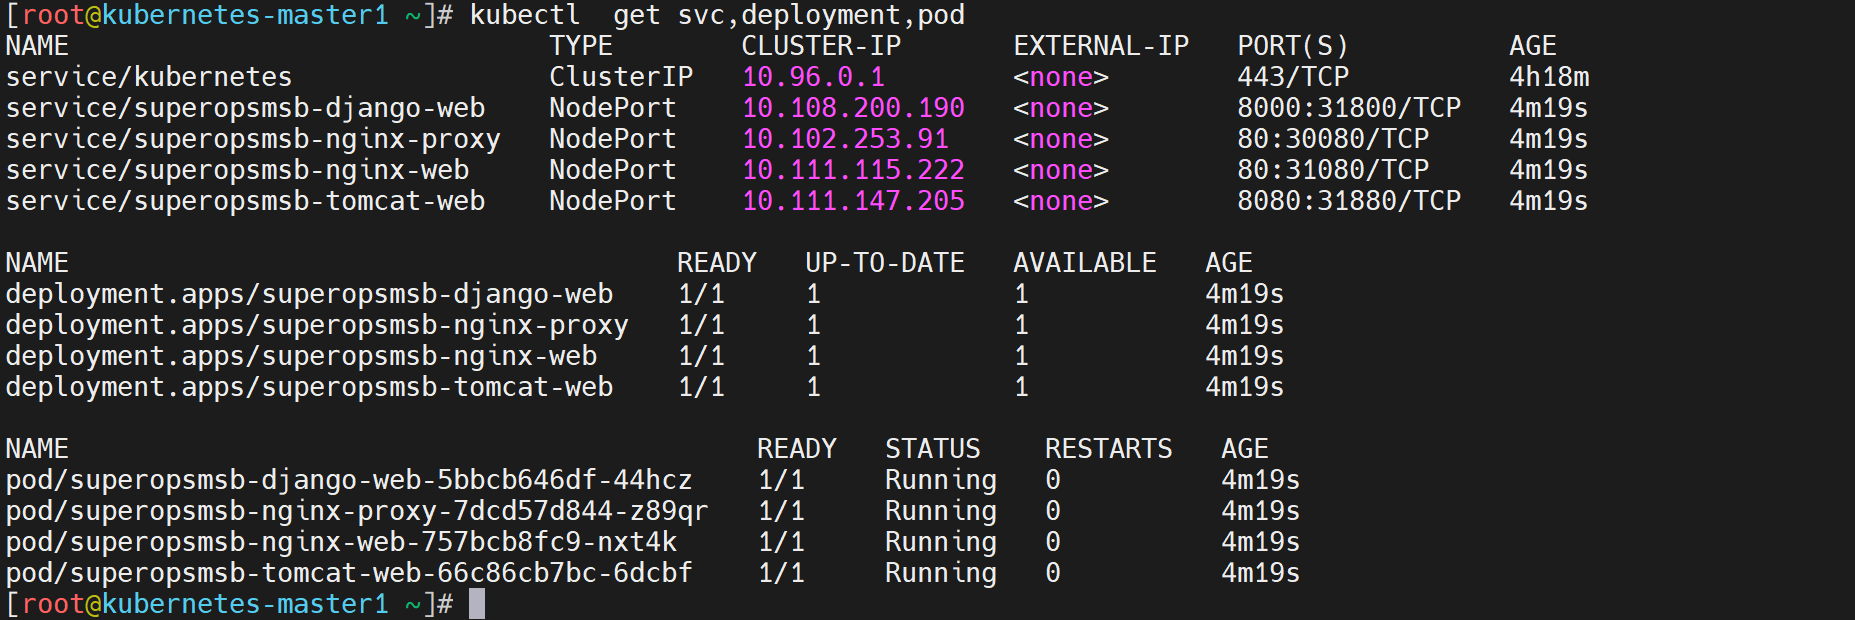 [root@kubernetes-master1 ~]# kubectl  get svc,deployment,pod
NAME                              TYPE        CLUSTER-IP       EXTERNAL-IP   PORT(S)          AGE
service/kubernetes                ClusterIP   10.96.0.1        <none>        443/TCP          4h18m
service/superopsmsb-django-web    NodePort    10.108.200.190   <none>        8000:31800/TCP   4m19s
service/superopsmsb-nginx-proxy   NodePort    10.102.253.91    <none>        80:30080/TCP     4m19s
service/superopsmsb-nginx-web     NodePort    10.111.115.222   <none>        80:31080/TCP     4m19s
service/superopsmsb-tomcat-web    NodePort    10.111.147.205   <none>        8080:31880/TCP   4m19s

NAME                                      READY   UP-TO-DATE   AVAILABLE   AGE
deployment.apps/superopsmsb-django-web    1/1     1            1           4m19s
deployment.apps/superopsmsb-nginx-proxy   1/1     1            1           4m19s
deployment.apps/superopsmsb-nginx-web     1/1     1            1           4m19s
deployment.apps/superopsmsb-tomcat-web    1/1     1            1           4m19s

NAME                                           READY   STATUS    RESTARTS   AGE
pod/superopsmsb-django-web-5bbcb646df-44hcz    1/1     Running   0          4m19s
pod/superopsmsb-nginx-proxy-7dcd57d844-z89qr   1/1     Running   0          4m19s
pod/superopsmsb-nginx-web-757bcb8fc9-nxt4k     1/1     Running   0          4m19s
pod/superopsmsb-tomcat-web-66c86cb7bc-6dcbf    1/1     Running   0          4m19s
[root@kubernetes-master1 ~]#